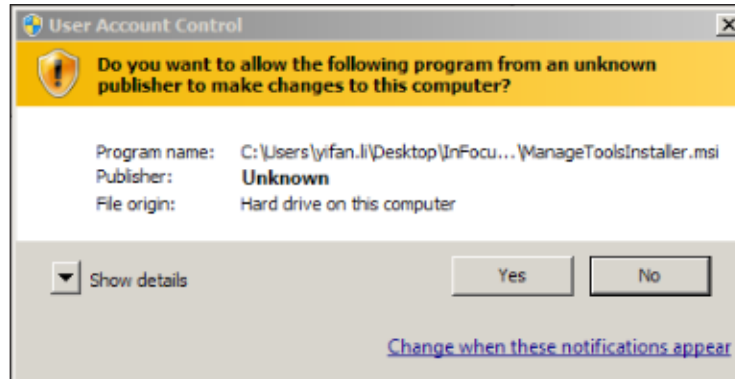 User Account Control
Do you want to allow the following program from an unknown
publisher to make changes to this computer?
Program name: C:\Users\yifan.li\Desktop\InFocu...\ManageToolsInstaller.msi
Publisher: Unknown
File origin: Hard drive on this computer
Show details Yes No
Change when these notifications appear